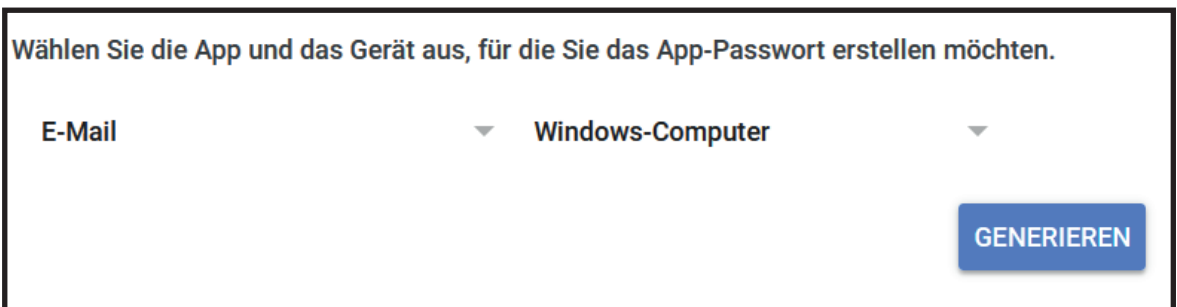 Wählen Sie die App und das Gerät aus, für die Sie das App-Passwort erstellen möchten.
E-Mail Windows-Computer
GENERIEREN